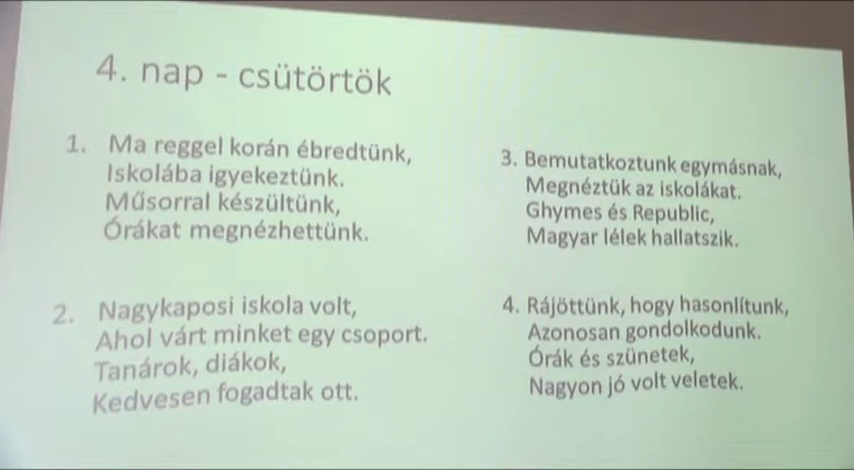 4. nap - csütörtök
1. Ma reggel korán ébredtünk,
Iskolába igyekeztünk.
Műsorral készültünk,
Órákat megnézhettünk.
2. Nagykaposi iskola volt,
Ahol várt minket egy csoport.
Tanárok, diákok,
Kedvesen fogadtak ott.
3. Bemutatkoztunk egymásnak,
Megnéztük az iskolákat.
Ghymes és Republic,
Magyar lélek hallatszik.
4. Rájöttünk, hogy hasonlítunk,
Azonosan gondolkodunk.
Órák és szünetek,
Nagyon jó volt veletek.